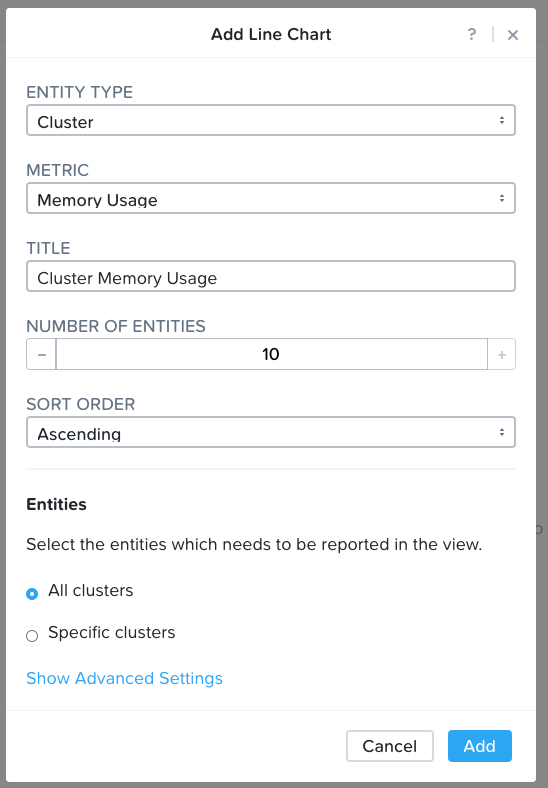 Add Line Chart ? ×
ENTITY TYPE
Cluster
METRIC
Memory Usage
TITLE
Cluster Memory Usage
NUMBER OF ENTITIES
− 10 +
SORT ORDER
Ascending
Entities
Select the entities which needs to be reported in the view.
All clusters
Specific clusters
Show Advanced Settings
Cancel Add